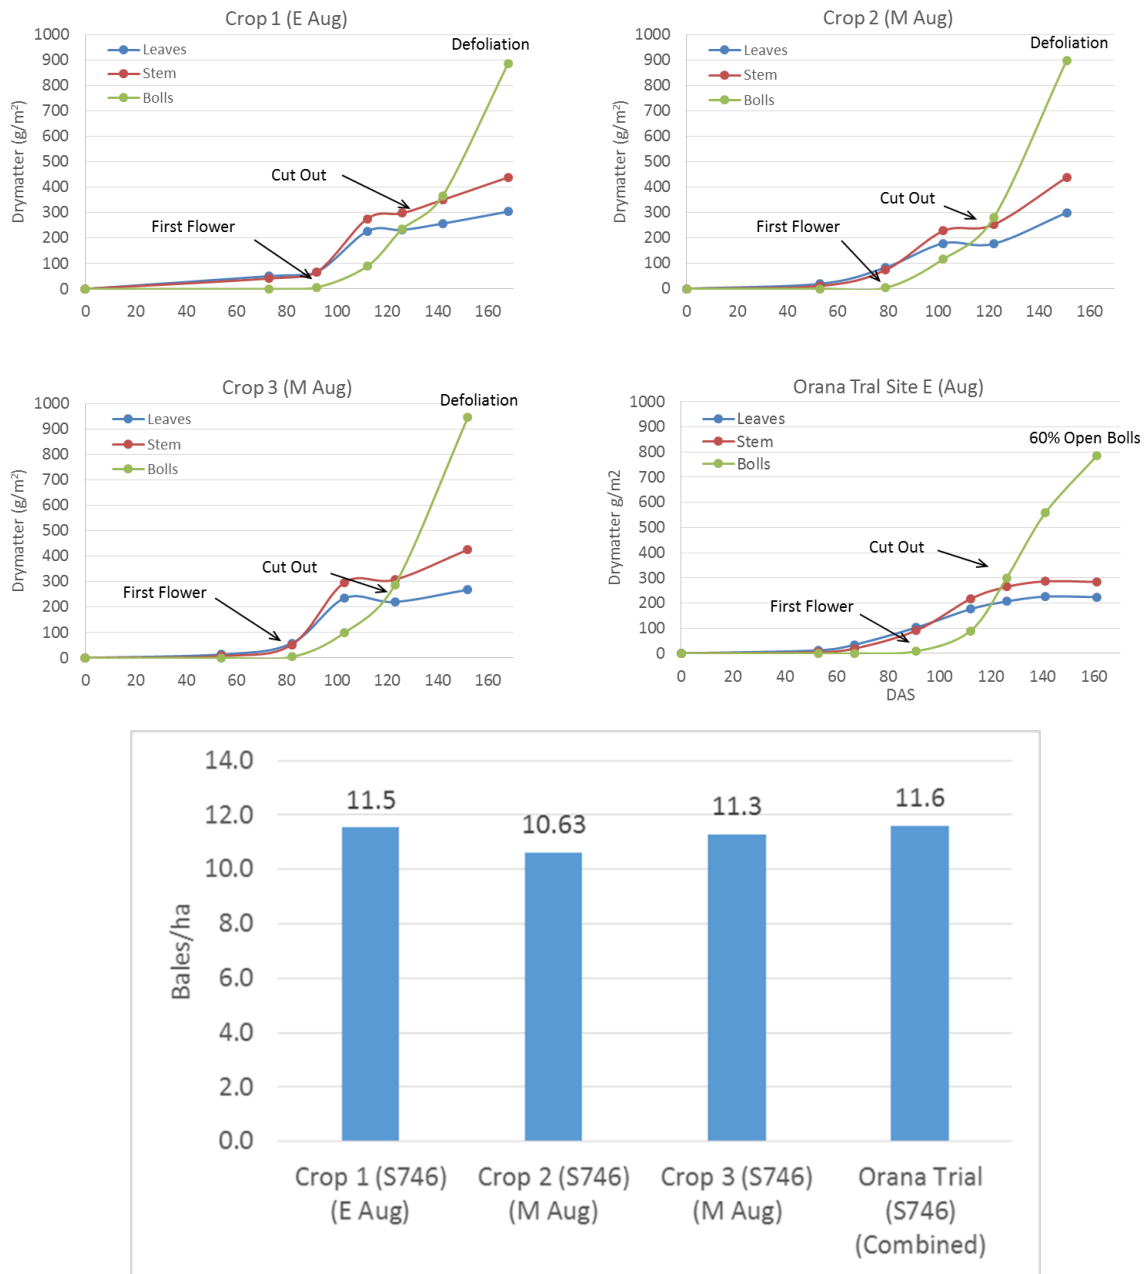 Crop 1 (E Aug)
Defoliation
Leaves
Stem
Bolls
Cut Out
First Flower
Drymatter (g/m²)
1000
900
800
700
600
500
400
300
200
100
0
0 20 40 60 80 100 120 140 160
Crop 2 (M Aug)
Defoliation
Leaves
Stem
Bolls
Cut Out
First Flower
Drymatter (g/m²)
1000
900
800
700
600
500
400
300
200
100
0
0 20 40 60 80 100 120 140 160
Crop 3 (M Aug)
Defoliation
Leaves
Stem
Bolls
Cut Out
First Flower
Drymatter (g/m²)
1000
900
800
700
600
500
400
300
200
100
0
0 20 40 60 80 100 120 140 160
Orana Tral Site E (Aug)
60% Open Bolls
Leaves
Stem
Bolls
Cut Out
First Flower
Drymatter g/m2
1000
900
800
700
600
500
400
300
200
100
0
0 20 40 60 80 100 120 140 160
DAS
Bales/ha
14.0
12.0
10.0
8.0
6.0
4.0
2.0
0.0
11.5
10.63
11.3
11.6
Crop 1 (S746)
(E Aug)
Crop 2 (S746)
(M Aug)
Crop 3 (S746)
(M Aug)
Orana Trial
(S746)
(Combined)